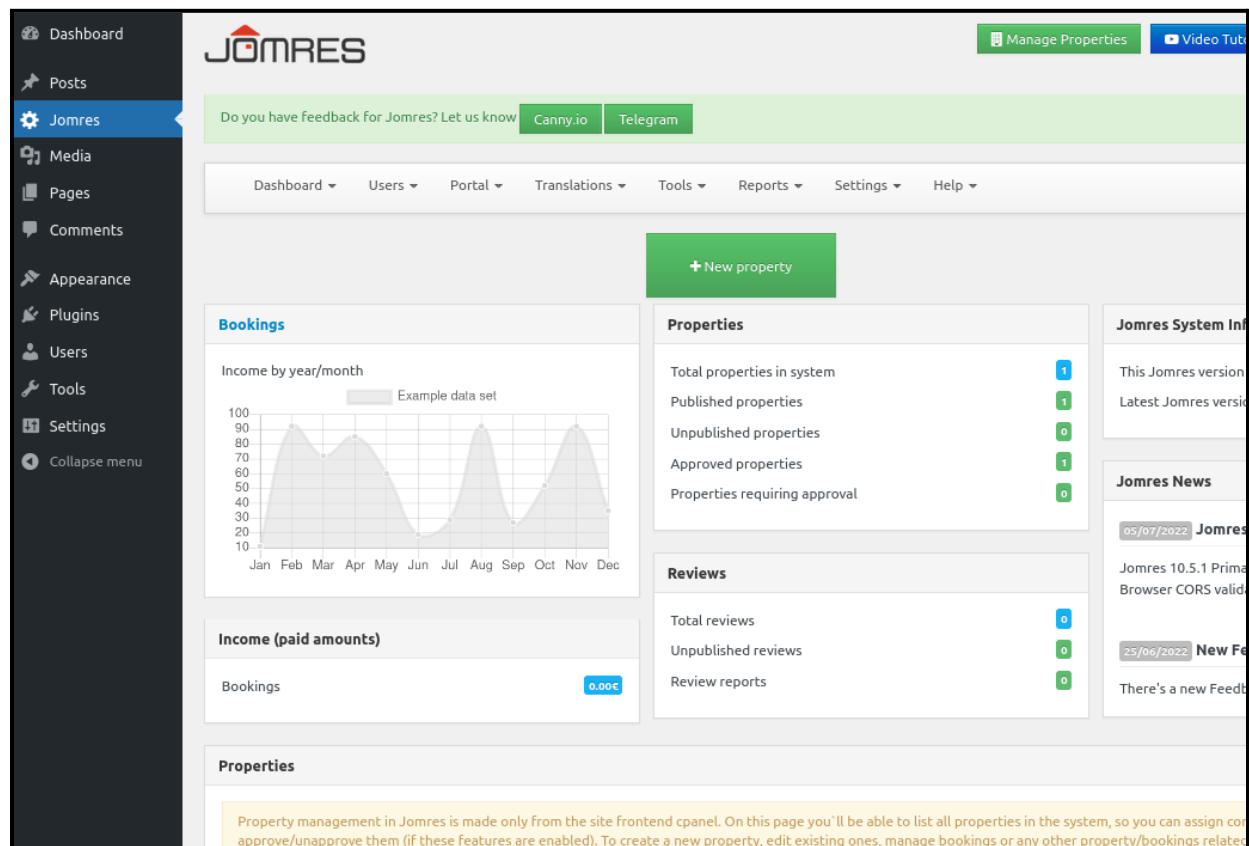 Dashboard
Posts
Jomres
Media
Pages
Comments
Appearance
Plugins
Users
Tools
Settings
Collapse menu
JOMRES
Manage Properties
Video
Do you have feedback for Jomres? Let us know Canny.io Telegram
Dashboard Users Portal Translations Tools Reports Settings Help
New property
Bookings
Income by year/month
Example data set
100
90
80
70
60
50
40
30
20
10
Jan Feb Mar Apr May Jun Jul Aug Sep Oct Nov Dec
Income (paid amounts)
Bookings 0.00€
Properties
Total properties in system 1
Published properties 1
Unpublished properties 0
Approved properties 1
Properties requiring approval 0
Reviews
Total reviews 0
Unpublished reviews 0
Review reports 0
Jomres System
This Jomres version
Latest Jomres
Jomres News
05/07/2022 Jomres
Jomres 10.5.1
Browser CORS
25/06/2022 New
There's a new
Properties
Property management in Jomres is made only from the site frontend cpanel. On this page you`ll be able to list all properties in the system, so you can assign
approve/unapprove them (if these features are enabled). To create a new property, edit existing ones, manage bookings or any other property/bookings related